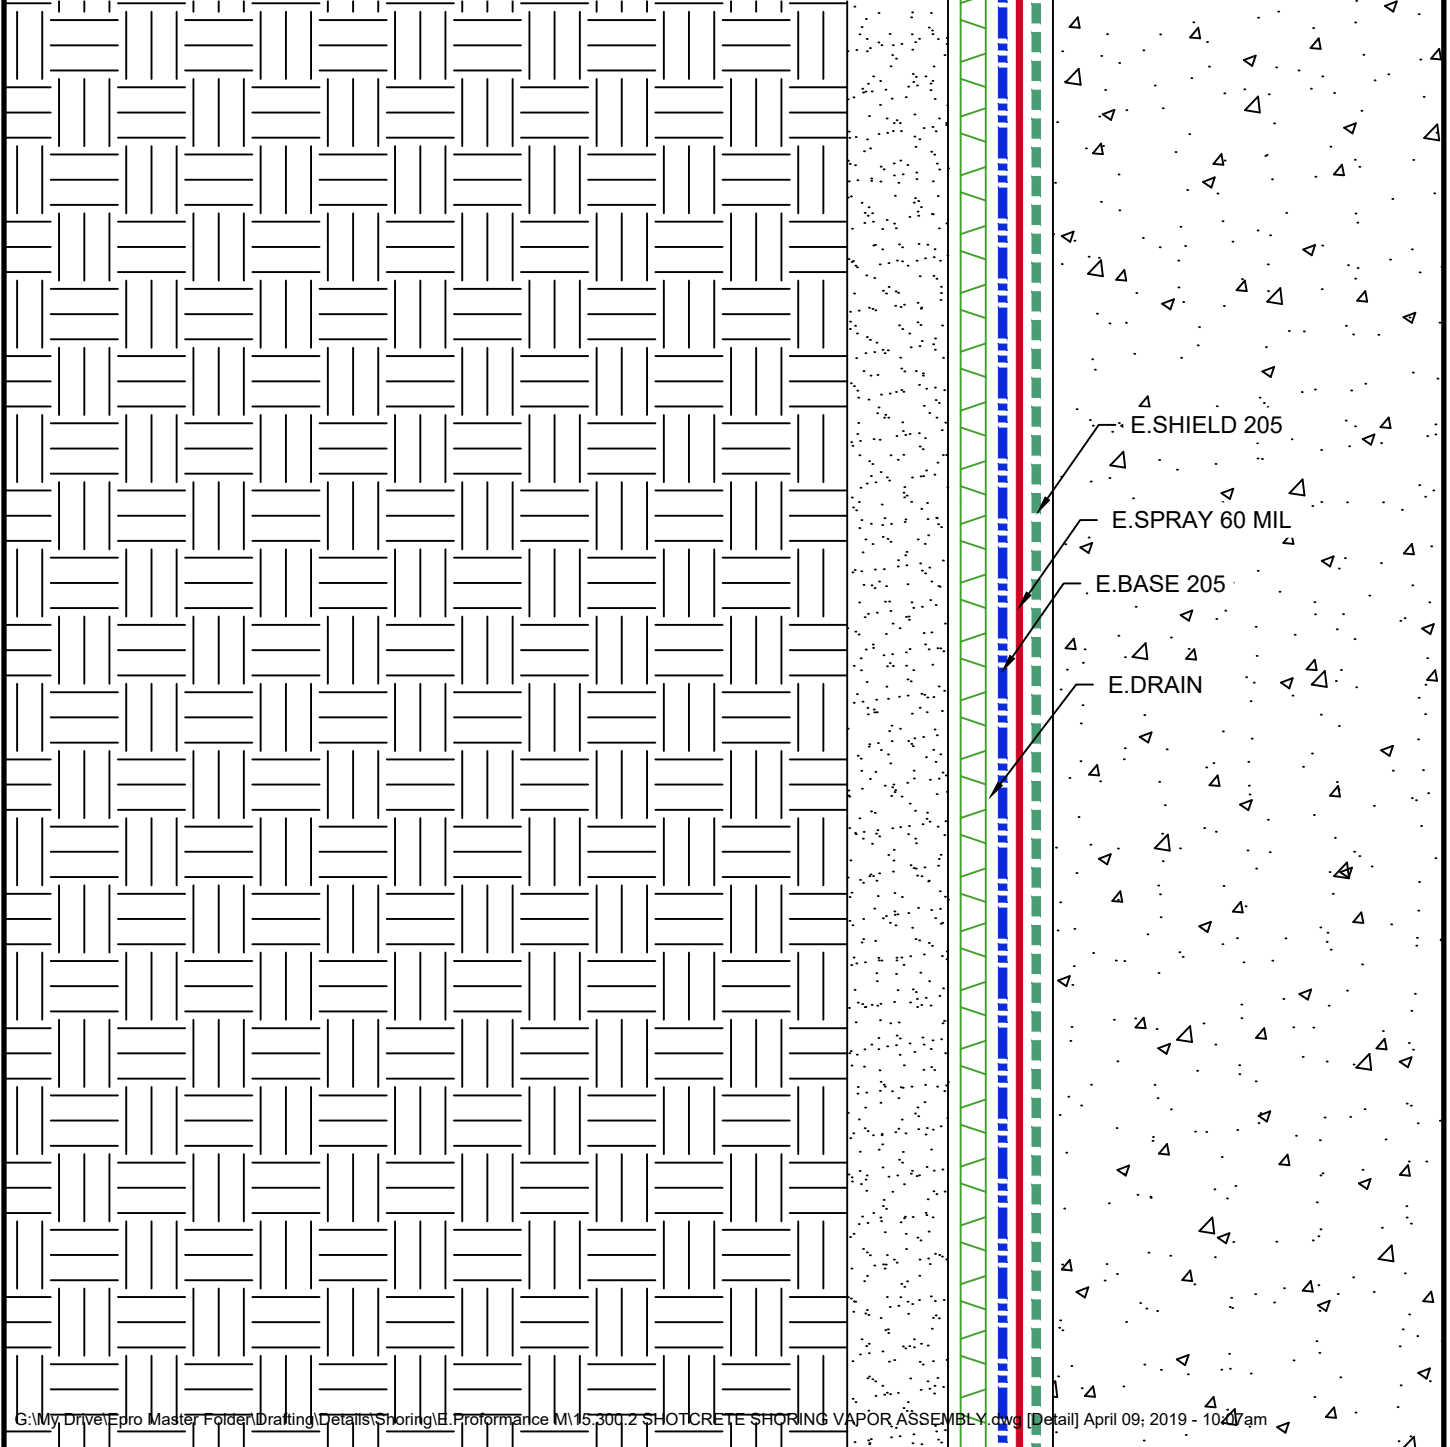 E.SHIELD 205
E.SPRAY 60 MIL
E.BASE 205
E.DRAIN
G:\My Drive\Epro Master Folder\Drafting\Details\Shoring\E.Proformance M\15.300.2 SHOTCRETE SHORING VAPOR ASSEMBLY.dwg [Detail] April 09, 2019 - 10:07am